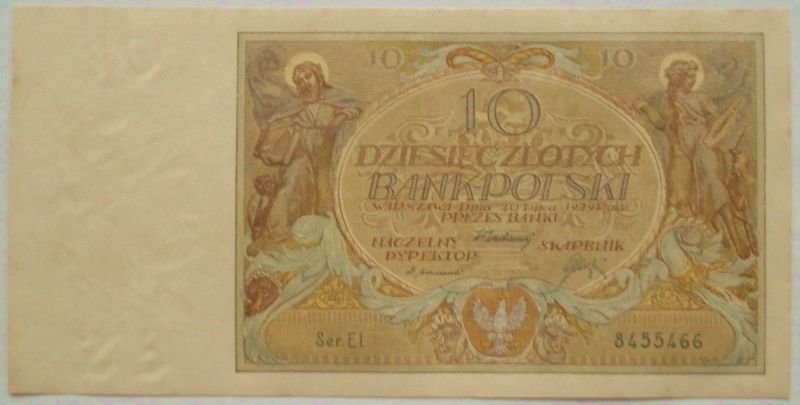 10 10
10
DZIESIĘĆ ZŁOTYCH
BANK POLSKI
WARSZAWA · Dnia 20 Lipca 1929 Roku
PREZES BANKU
NACZELNY SKARBNIK
DYREKTOR
Ser. EI. 8455466